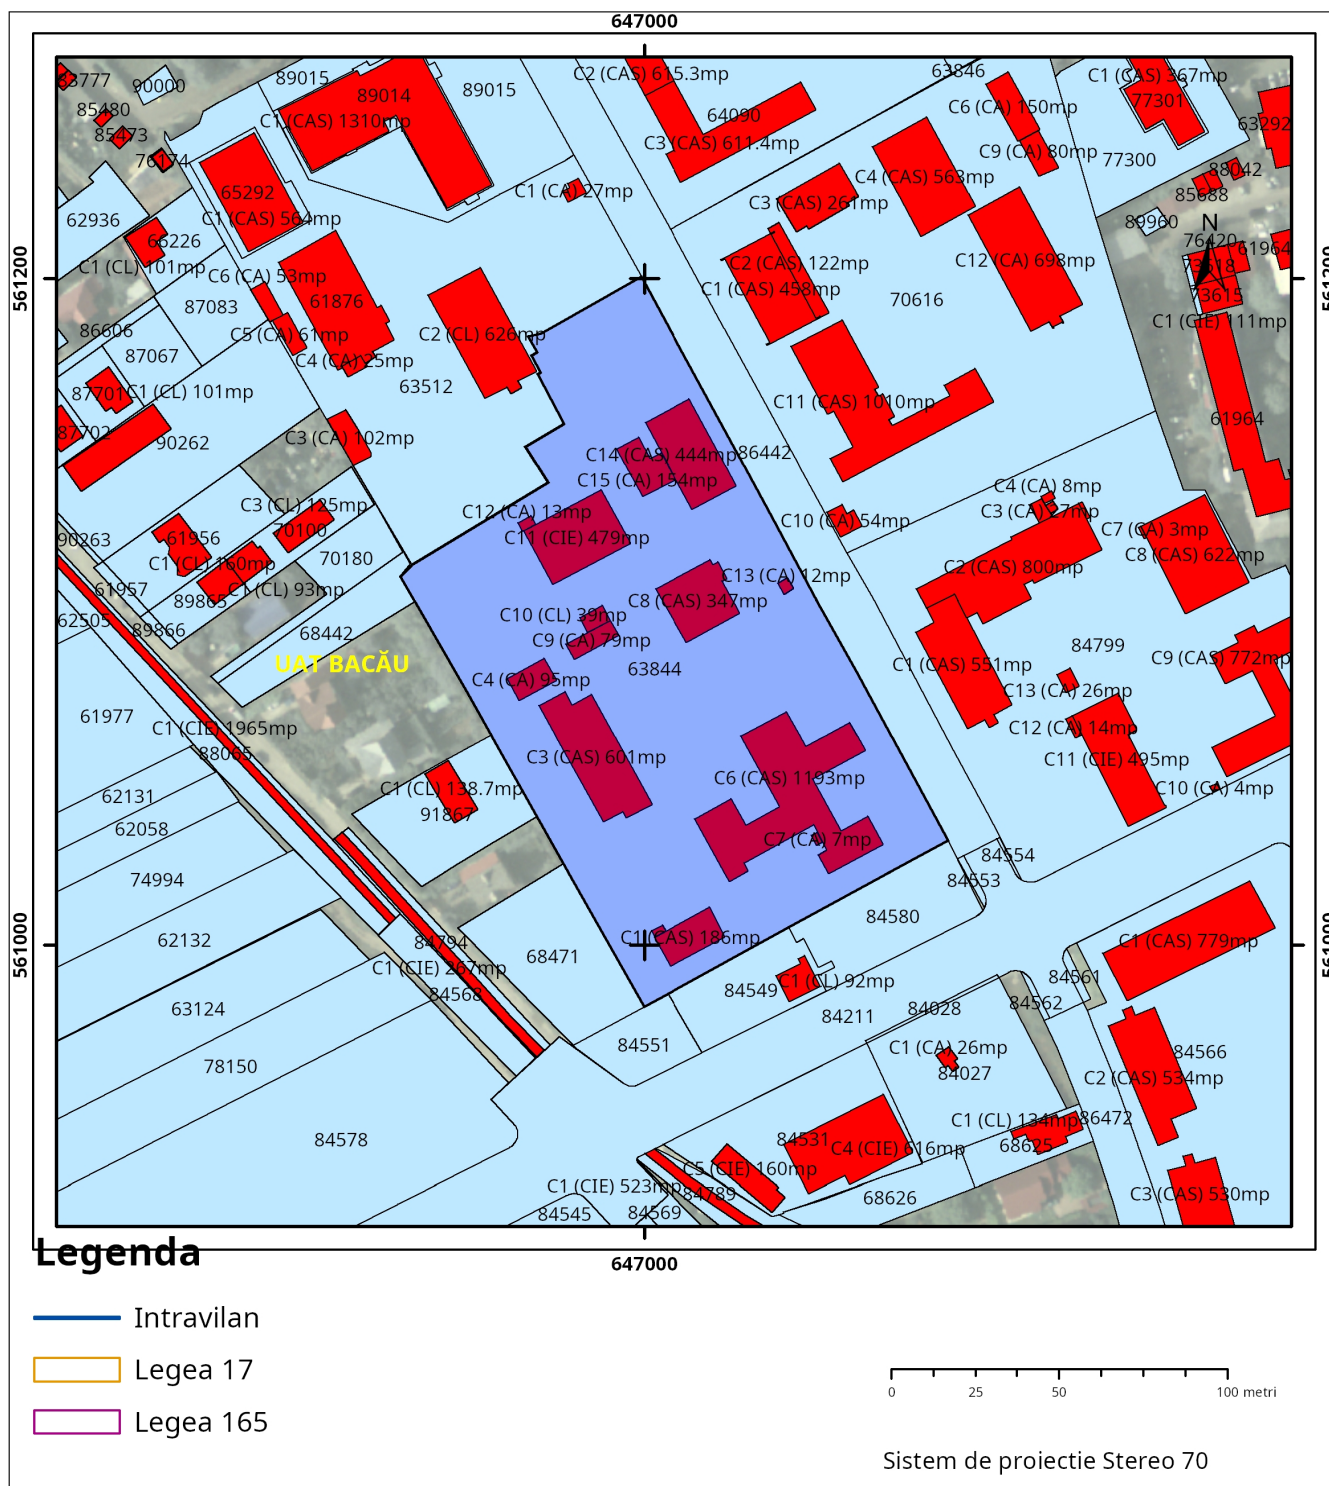 647000
83777
90000
89015
89014
89015
C2 (CAS) 615.3mp
63846
C1 (CAS) 367mp
77301
85480
85473
C1 (CAS) 1310mp
64090
C3 (CAS) 611.4mp
C6 (CA) 150mp
C9 (CA) 80mp
77300
63292
76174
65292
C1 (CAS) 564mp
C1 (CA) 27mp
C4 (CAS) 563mp
C3 (CAS) 261mp
88042
85688
62936
66226
C1 (CL) 101mp
89960
N
76420
61964
73618
73615
C1 (CIE) 111mp
561200
561200
C6 (CA) 53mp
61876
87083
C5 (CA) 61mp
C4 (CA) 25mp
C2 (CL) 626mp
C2 (CAS) 122mp
C1 (CAS) 458mp
C12 (CA) 698mp
70616
86606
87067
63512
87701
C1 (CL) 101mp
C11 (CAS) 1010mp
61964
87702
90262
C3 (CA) 102mp
C14 (CAS) 444mp
86442
C15 (CA) 154mp
C4 (CA) 8mp
C3 (CA) 27mp
C3 (CL) 125mp
70100
C12 (CA) 13mp
C11 (CIE) 479mp
C10 (CA) 54mp
C7 (CA) 3mp
C8 (CAS) 622mp
90263
61956
C1 (CL) 160mp
70180
C2 (CAS) 800mp
61957
C1 (CL) 93mp
89865
C13 (CA) 12mp
C8 (CAS) 347mp
62505
89866
68442
C10 (CL) 39mp
C9 (CA) 79mp
63844
84799
UAT BACĂU
C4 (CA) 95mp
C1 (CAS) 551mp
C9 (CAS) 772mp
C13 (CA) 26mp
61977
C1 (CIE) 1965mp
88065
C12 (CA) 14mp
C11 (CIE) 495mp
C3 (CAS) 601mp
C6 (CAS) 1193mp
C10 (CA) 4mp
62131
C1 (CL) 138.7mp
91867
62058
C7 (CA) 7mp
84554
84553
74994
84580
62132
84794
C1 (CAS) 186mp
C1 (CAS) 779mp
561000
561000
C1 (CIE) 267mp
84568
68471
84549
C1 (CL) 92mp
84561
84562
63124
84211
84028
78150
84551
C1 (CA) 26mp
84027
84566
C2 (CAS) 534mp
84578
84531
C4 (CIE) 616mp
C1 (CL) 134mp
86472
68625
C5 (CIE) 160mp
C1 (CIE) 523mp
84789
68626
C3 (CAS) 530mp
84545
84569
647000
Legenda
Intravilan
Legea 17
Legea 165
0 25 50 100 metri
Sistem de proiectie Stereo 70